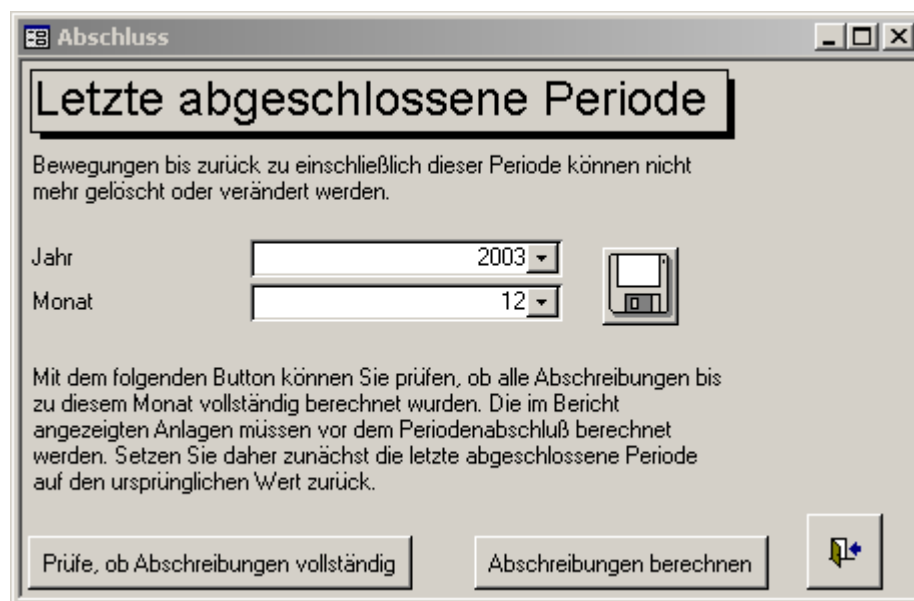 Abschluss
Letzte abgeschlossene Periode
Bewegungen bis zurück zu einschließlich dieser Periode können nicht
mehr gelöscht oder verändert werden.
Jahr 2003
Monat 12
Mit dem folgenden Button können Sie prüfen, ob alle Abschreibungen bis
zu diesem Monat vollständig berechnet wurden. Die im Bericht
angezeigten Anlagen müssen vor dem Periodenabschluß berechnet
werden. Setzen Sie daher zunächst die letzte abgeschlossene Periode
auf den ursprünglichen Wert zurück.
Prüfe, ob Abschreibungen vollständig Abschreibungen berechnen